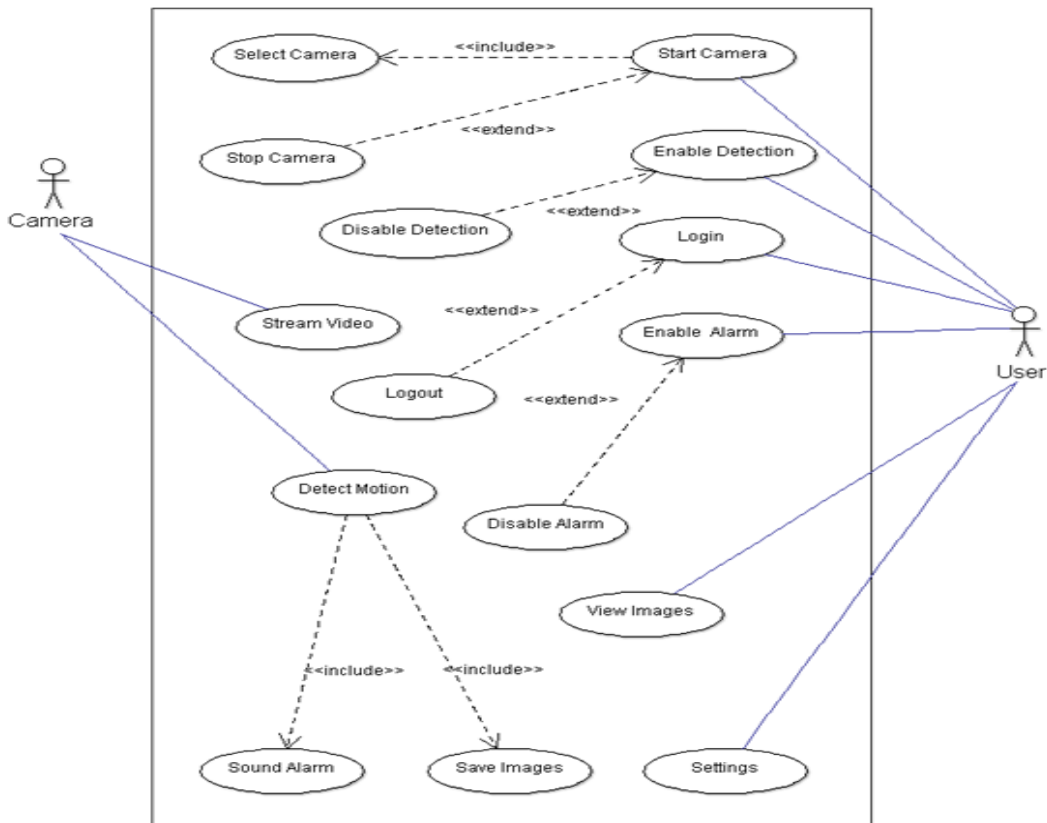 Select Camera
<<include>>
Start Camera
<<extend>>
Stop Camera
Enable Detection
Camera
<<extend>>
Disable Detection
Login
Stream Video
<<extend>>
Enable Alarm
User
Logout
<<extend>>
Detect Motion
Disable Alarm
View Images
<<include>>
<<include>>
Sound Alarm
Save Images
Settings